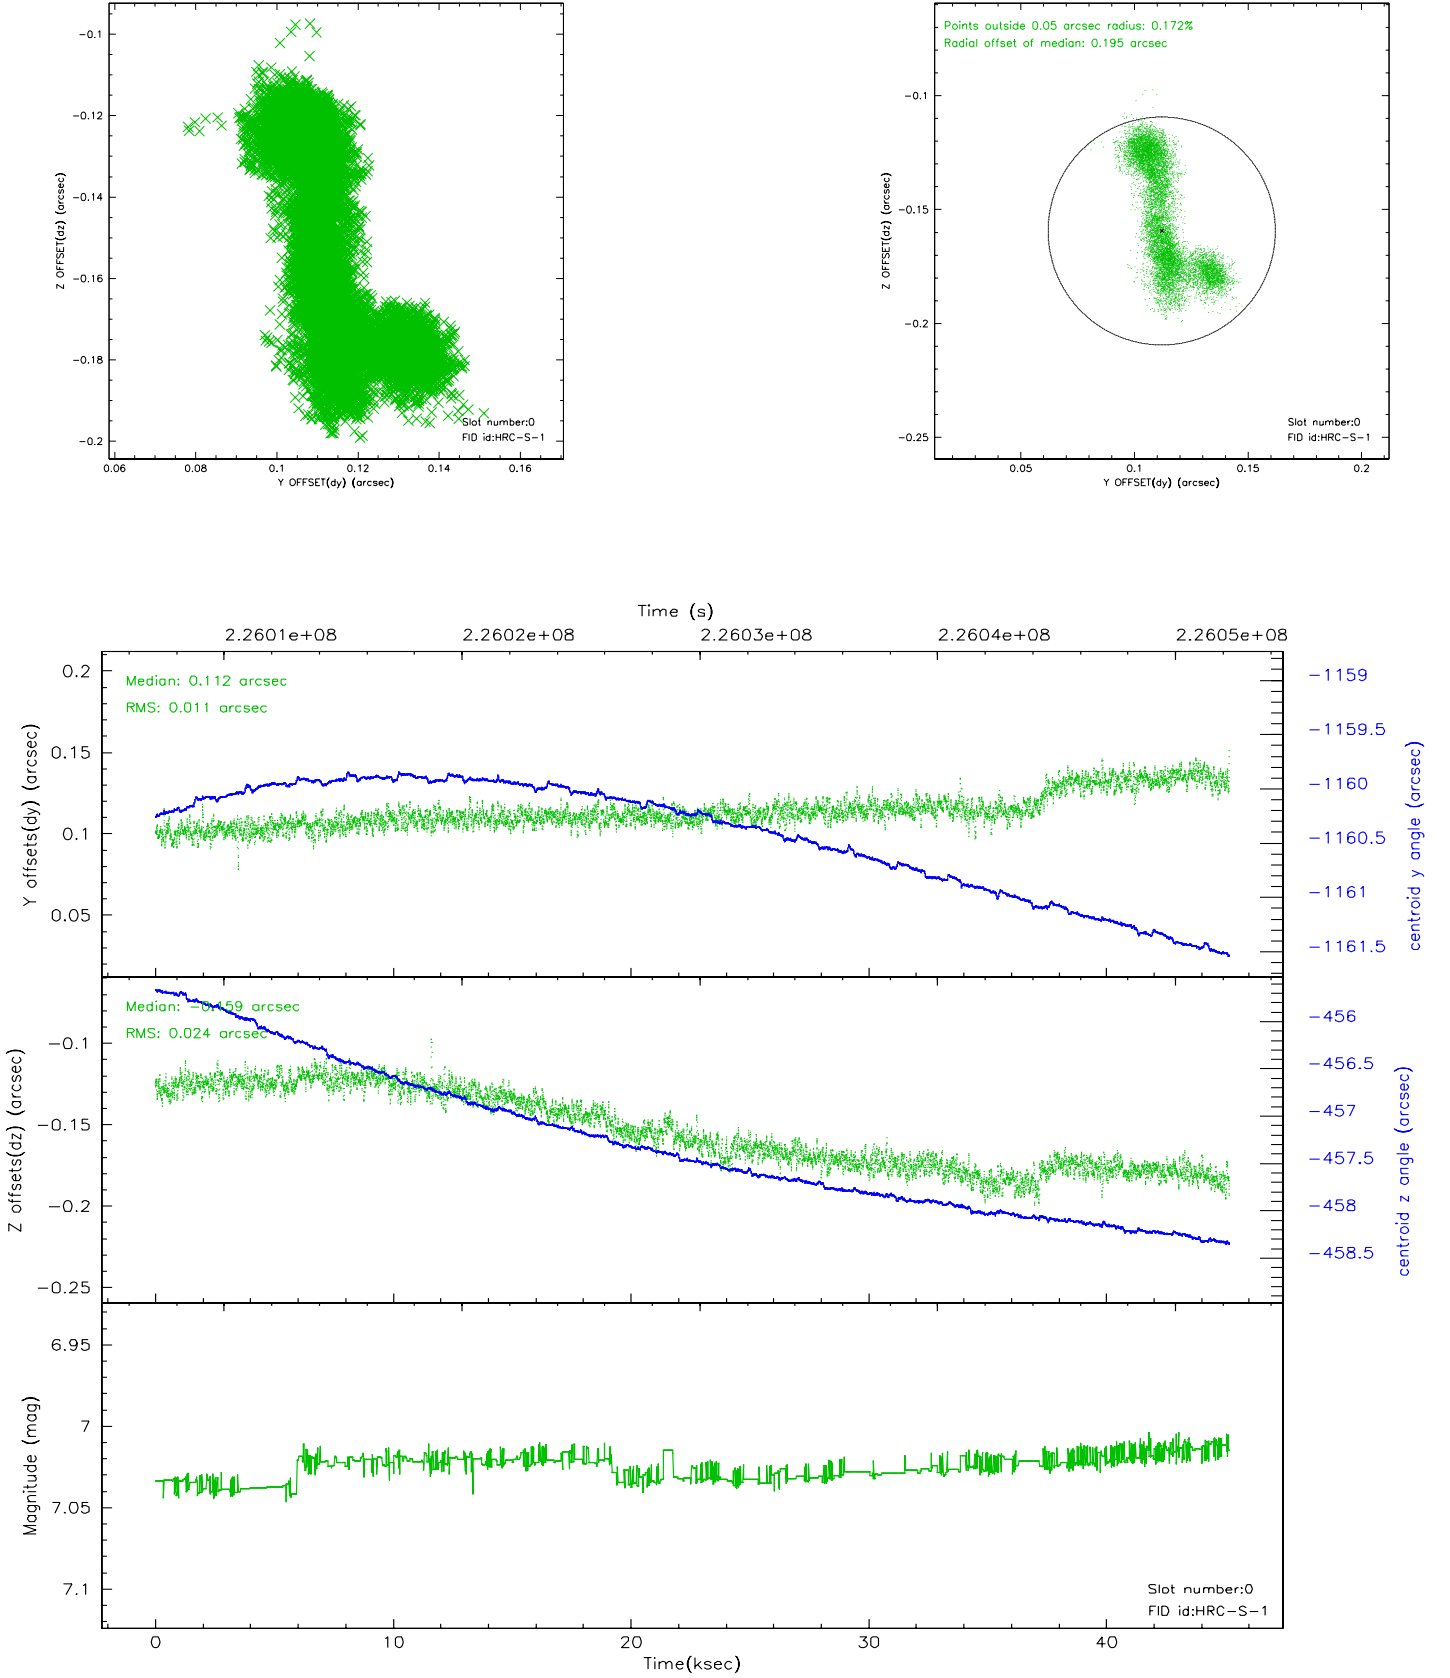 −0.1
−0.12
−0.14
−0.16
−0.18
−0.2
Z OFFSET(dz) (arcsec)
0.06 0.08 0.1 0.12 0.14 0.16
Y OFFSET(dy) (arcsec)
Slot number:0
FID id:HRC−S−1
Points outside 0.05 arcsec radius: 0.172%
Radial offset of median: 0.195 arcsec
−0.1
−0.15
−0.2
−0.25
Z OFFSET(dz) (arcsec)
0.05 0.1 0.15 0.2
Y OFFSET(dy) (arcsec)
Slot number:0
FID id:HRC−S−1
Time (s)
2.2601e+08 2.2602e+08 2.2603e+08 2.2604e+08 2.2605e+08
Median: 0.112 arcsec
RMS: 0.011 arcsec
0.2
0.15
0.1
0.05
Y offsets(dy) (arcsec)
−1159
−1159.5
−1160
−1160.5
−1161
−1161.5
centroid y angle (arcsec)
Median: −0.159 arcsec
RMS: 0.024 arcsec
−0.1
−0.15
−0.2
−0.25
Z offsets(dz) (arcsec)
−456
−456.5
−457
−457.5
−458
−458.5
centroid z angle (arcsec)
6.95
7
7.05
7.1
Magnitude (mag)
Slot number:0
FID id:HRC−S−1
0 10 20 30 40
Time(ksec)